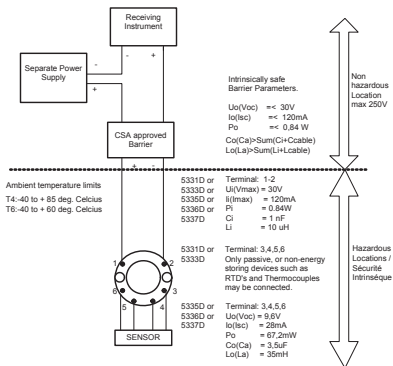 Receiving
Instrument
Separate Power
Supply
-
+
-
+
CSA approved
Barrier
+
-
Intrinsically safe
Barrier Parameters.
Uo(Voc) =< 30V
Io(Isc) =< 120mA
Po =< 0,84 W
Co(Ca)>Sum(Ci+Ccable)
Lo(La)>Sum(Li+Lcable)
Non
hazardous
Location
max 250V
Ambient temperature limits
T4:-40 to + 85 deg. Celcius
T6:-40 to + 60 deg. Celcius
5331D or Terminal: 1-2
5333D or Ui(Vmax) = 30V
5335D or Ii(Imax) = 120mA
5336D or Pi = 0.84W
5337D Ci = 1 nF
Li = 10 uH
5331D or Terminal: 3,4,5,6
5333D Only passive, or non-energy
storing devices such as
RTD's and Thermocouples
may be connected.
Hazardous
Locations /
Sécurité
Intrinsèque
1
2
6
3
5
4
SENSOR
5335D or Terminal: 3,4,5,6
5336D or Uo(Voc) = 9,6V
5337D Io(Isc) = 28mA
Po = 67,2mW
Co(Ca) = 3,5uF
Lo(La) = 35mH